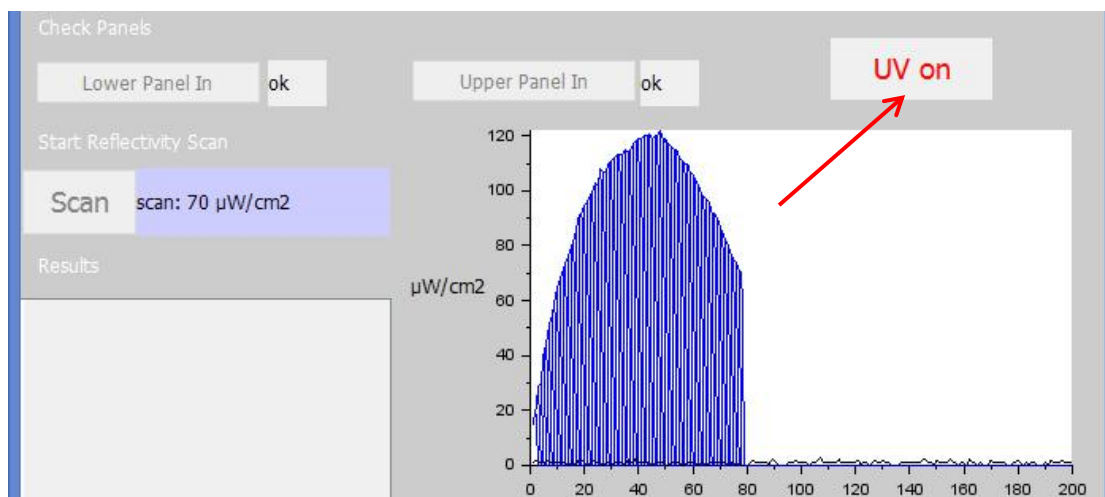 Check Panels
Lower Panel In ok Upper Panel In ok UV on
Start Reflectivity Scan
Scan scan: 70 µW/cm2
Results
µW/cm2
120
100
80
60
40
20
0
0 20 40 60 80 100 120 140 160 180 200